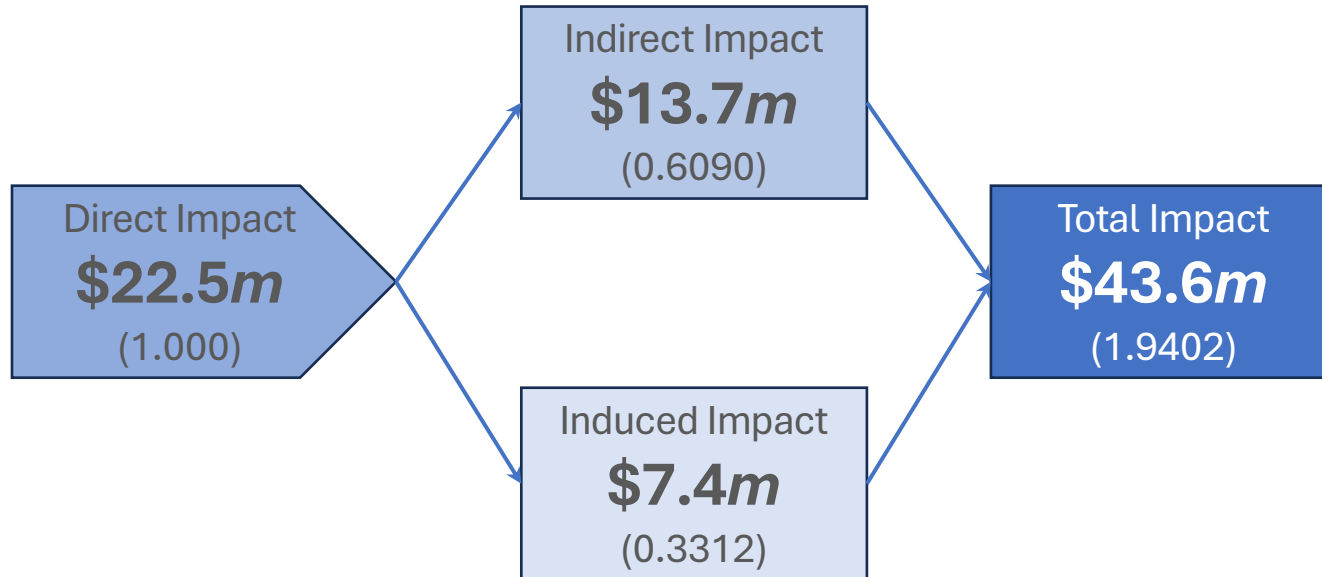 Direct Impact
$22.5m
(1.000)
Indirect Impact
$13.7m
(0.6090)
Induced Impact
$7.4m
(0.3312)
Total Impact
$43.6m
(1.9402)